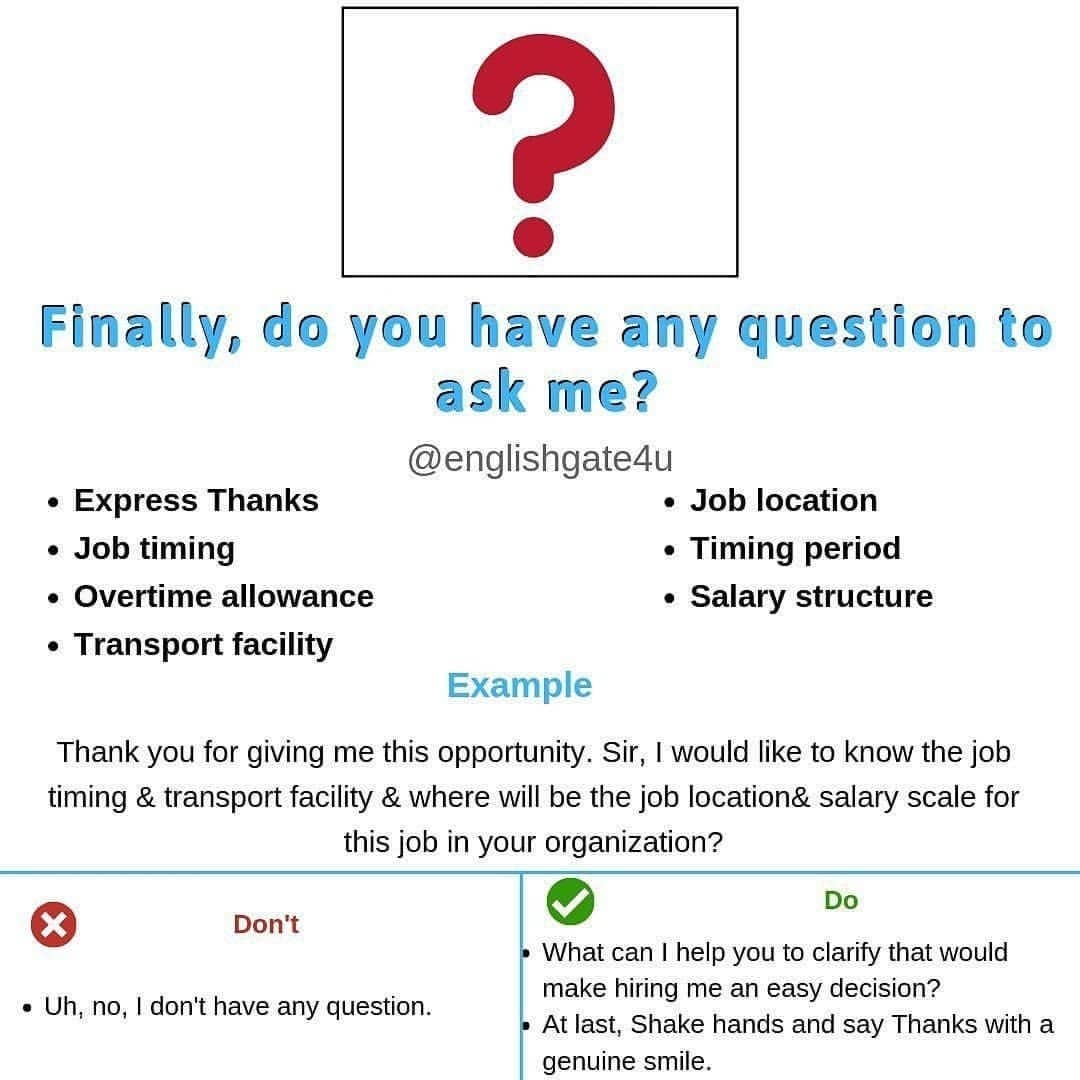 ?
Finally, do you have any question to
ask me?
@englishgate4u
• Express Thanks
• Job timing
• Overtime allowance
• Transport facility
• Job location
• Timing period
• Salary structure
Example
Thank you for giving me this opportunity. Sir, I would like to know the job
timing & transport facility & where will be the job location& salary scale for
this job in your organization?
Don't
• Uh, no, I don't have any question.
Do
• What can I help you to clarify that would
make hiring me an easy decision?
• At last, Shake hands and say Thanks with a
genuine smile.